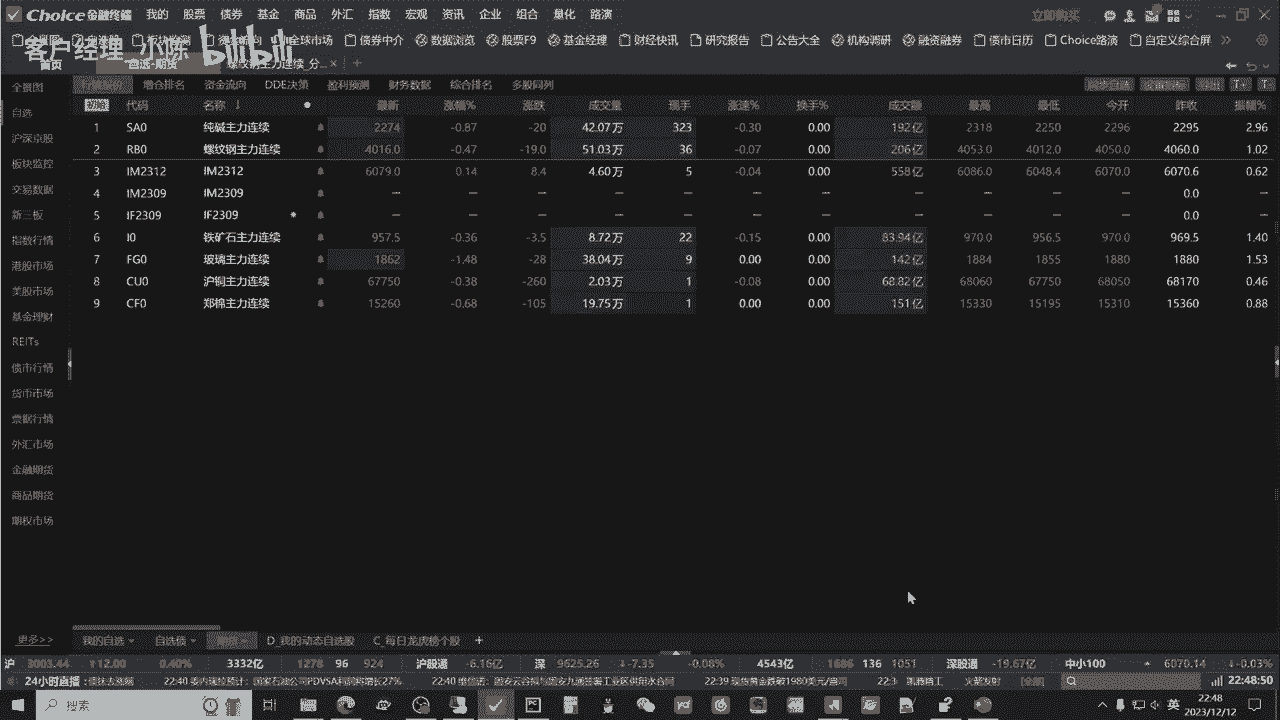 Choice金融终端 我的 股票 债券 基金 商品 外汇 指数 宏观 资讯 企业 组合 量化 路演 立即购买
债券中介 数据浏览 股票F9 基金经理 财经快讯 研究报告 公告大全 机构调研 融资融券 债市日历 Choice路演 自定义综合屏
客户经理_小陈 bilibili
首页 自选-期货 螺纹钢主力连续_分...
全景图 增仓排名 资金流向 DDE决策 盈利预测 财务数据 综合排名 多股同列
代码 名称 最新 涨幅% 涨跌 成交量 现手 涨速% 换手% 成交额 最高 最低 今开 昨收 振幅%
1 SA0 纯碱主力连续 2274 -0.87 -20 42.07万 323 -0.30 0.00 192亿 2318 2250 2296 2295 2.96
2 RB0 螺纹钢主力连续 4016.0 -0.47 -19.0 51.03万 36 -0.07 0.00 206亿 4053.0 4012.0 4050.0 4060.0 1.02
3 IM2312 IM2312 6079.0 0.14 8.4 4.60万 5 -0.04 0.00 558亿 6086.0 6048.4 6070.0 6070.6 0.62
4 IM2309 IM2309 — — — — — — — — — — — 0.0 —
5 IF2309 IF2309 — — — — — — — — — — — 0.0 —
6 I0 铁矿石主力连续 957.5 -0.36 -3.5 8.72万 22 -0.15 0.00 83.94亿 970.0 956.5 970.0 969.5 1.40
7 FG0 玻璃主力连续 1862 -1.48 -28 38.04万 9 0.00 0.00 142亿 1884 1855 1880 1880 1.53
8 CU0 沪铜主力连续 67750 -0.38 -260 2.03万 1 -0.08 0.00 68.82亿 68060 67750 68050 68170 0.46
9 CF0 郑棉主力连续 15260 -0.68 -105 19.75万 1 0.00 0.00 151亿 15330 15195 15310 15360 0.88
自选
沪深京股
板块监控
交易数据
新三板
指数行情
港股市场
美股市场
基金理财
REITs
债市行情
货币市场
票据行情
外汇市场
金融期货
商品期货
期权市场
更多>> 我的自选 自选债 D_我的动态自选股 C_每日龙虎榜个股 +
沪 3003.44 ↑12.00 0.40% 3332亿 1278 96 924 沪股通 -6.16亿 深 9625.26 ↓-7.35 -0.08% 4543亿 1686 136 1051 深股通 -19.67亿 中小100 6070.14 ↓-0.03%
24小时直播: 22:40 22:40 22:39 现货黄金跌破1980美元/盎司 22:48:50
搜索 英 22:48
2023/12/12